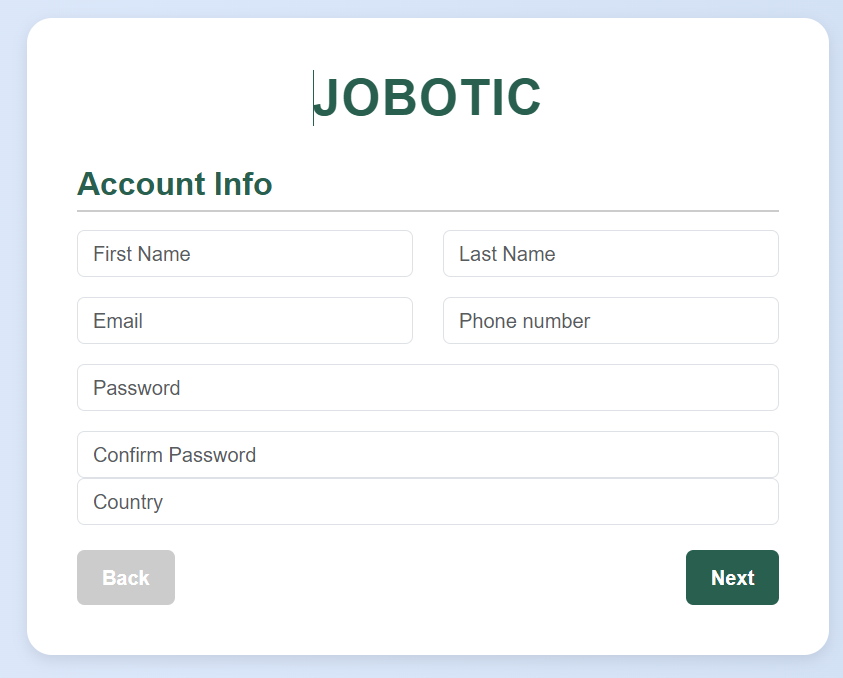 JOBOTIC
Account Info
First Name
Last Name
Email
Phone number
Password
Confirm Password
Country
Back
Next